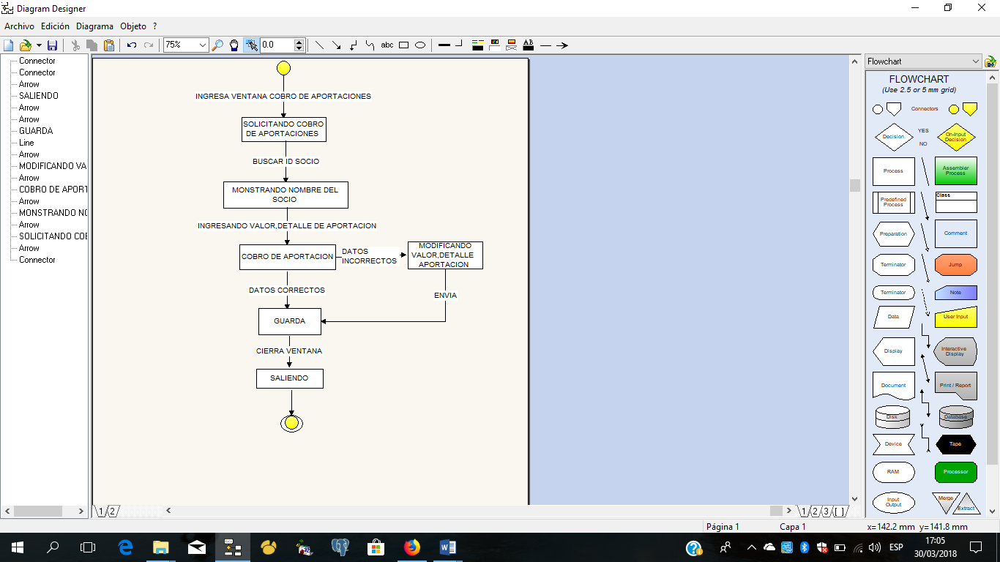 Diagram Designer
Archivo Edición Diagrama Objeto ?
75%
0.0
abc
AB
Connector
Connector
Arrow
SALIENDO
Arrow
Arrow
GUARDA
Line
Arrow
MODIFICANDO VA
Arrow
COBRO DE APORT
Arrow
MONSTRANDO NO
Arrow
SOLICITANDO COB
Arrow
Connector
INGRESA VENTANA COBRO DE APORTACIONES
SOLICITANDO COBRO
DE APORTACIONES
BUSCAR ID SOCIO
MONSTRANDO NOMBRE DEL
SOCIO
INGRESANDO VALOR,DETALLE DE APORTACION
COBRO DE APORTACION
DATOS
INCORRECTOS
MODIFICANDO
VALOR,DETALLE
APORTACION
DATOS CORRECTOS
ENVIA
GUARDA
CIERRA VENTANA
SALIENDO
1 2
1 2 3 [ ]
Flowchart
FLOWCHART
(Use 2.5 or 5 mm grid)
Connectors
Decision
YES
NO
On-Input
Decision
Process
Assembler
Process
Predefined
Process
Class
Preparation
Comment
Terminator
Jump
Terminator
Note
Data
User Input
Display
Interactive
Display
Document
Print / Report
Disk
Database
Device
Tape
RAM
Processor
Input
Output
Merge
Extract
Página 1
Capa 1
x=142.2 mm y=141.8 mm
ESP
17:05
30/03/2018